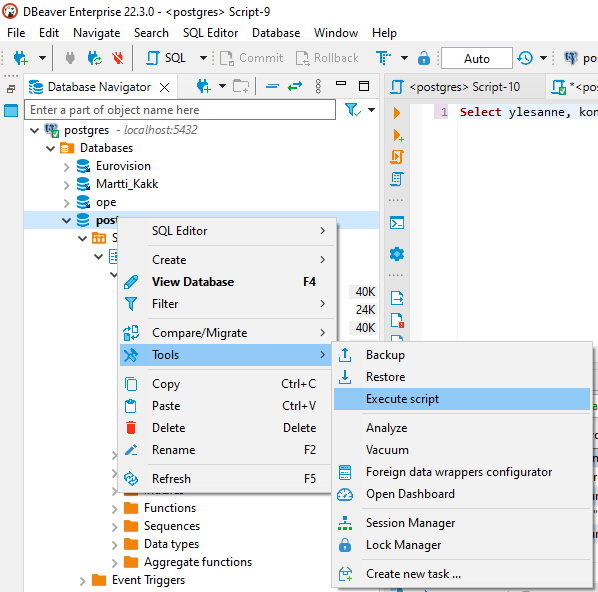 DBeaver Enterprise 22.3.0 - <postgres> Script-9
File Edit Navigate Search SQL Editor Database Window Help
SQL Commit Rollback Auto
Database Navigator <postgres> Script-10
Enter a part of object name here
1 Select ylesanne,
postgres - localhost:5432
Databases
Eurovision
Martti_Kakk
ope
SQL Editor
Create
View Database F4
Filter
40K
24K
Compare/Migrate
40K
Tools
Backup
Restore
Copy Ctrl+C
Execute script
Paste Ctrl+V
Delete Delete
Analyze
Rename F2
Vacuum
Foreign data wrappers configurator
Refresh F5
Open Dashboard
Functions
Sequences
Session Manager
Data types
Lock Manager
Aggregate functions
Event Triggers
Create new task ...